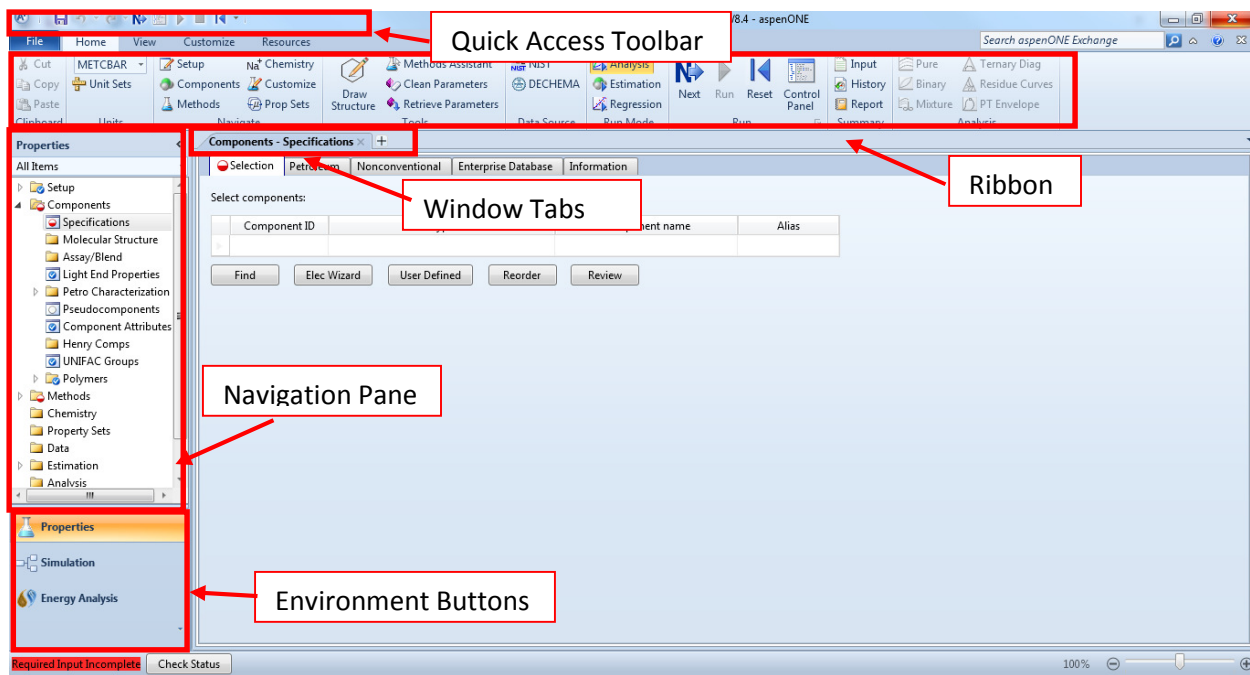 V8.4 - aspenONE
Quick Access Toolbar
File Home View Customize Resources Search aspenONE Exchange
Cut METCBAR Setup Na+ Chemistry Methods Assistant NIST Analysis Input Pure Ternary Diag
Copy Unit Sets Components Customize Draw Structure Clean Parameters DECHEMA Estimation Next Run Reset Control Panel History Binary Residue Curves
Paste Methods Prop Sets Retrieve Parameters Regression Report Mixture PT Envelope
Clipboard Units Navigate Tools Data Source Run Mode Run Summary Analysis
Properties
Components - Specifications
All Items
Selection Petroleum Nonconventional Enterprise Database Information
Ribbon
Window Tabs
Select components:
Component ID name Alias
Find Elec Wizard User Defined Reorder Review
Setup
Components
Specifications
Molecular Structure
Assay/Blend
Light End Properties
Petro Characterization
Pseudocomponents
Component Attributes
Henry Comps
UNIFAC Groups
Polymers
Methods
Chemistry
Property Sets
Data
Estimation
Analysis
Navigation Pane
Properties
Simulation
Energy Analysis
Environment Buttons
Required Input Incomplete Check Status 100%